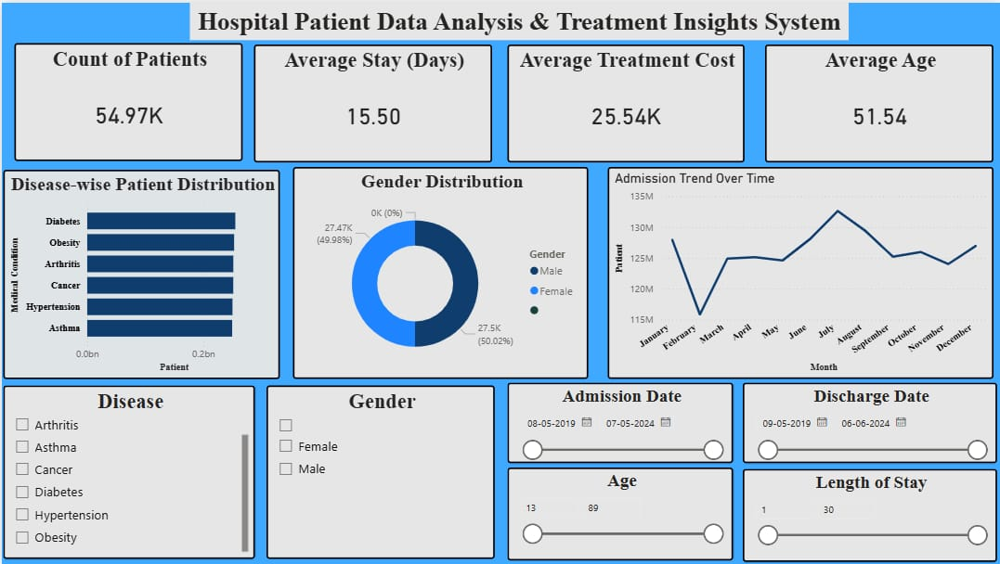 Hospital Patient Data Analysis & Treatment Insights System
Count of Patients
54.97K
Average Stay (Days)
15.50
Average Treatment Cost
25.54K
Average Age
51.54
Disease-wise Patient Distribution
Medical Condition
Diabetes
Obesity
Arthritis
Cancer
Hypertension
Asthma
0.0bn 0.2bn
Patient
Gender Distribution
0K (0%)
27.47K
(49.98%)
27.5K
(50.02%)
Gender
Male
Female
Admission Trend Over Time
Patient
135M
130M
125M
120M
115M
January February March April May June July August September October November December
Month
Disease
Arthritis
Asthma
Cancer
Diabetes
Hypertension
Obesity
Gender
Female
Male
Admission Date
08-05-2019 07-05-2024
Discharge Date
09-05-2019 06-06-2024
Age
13 89
Length of Stay
1 30